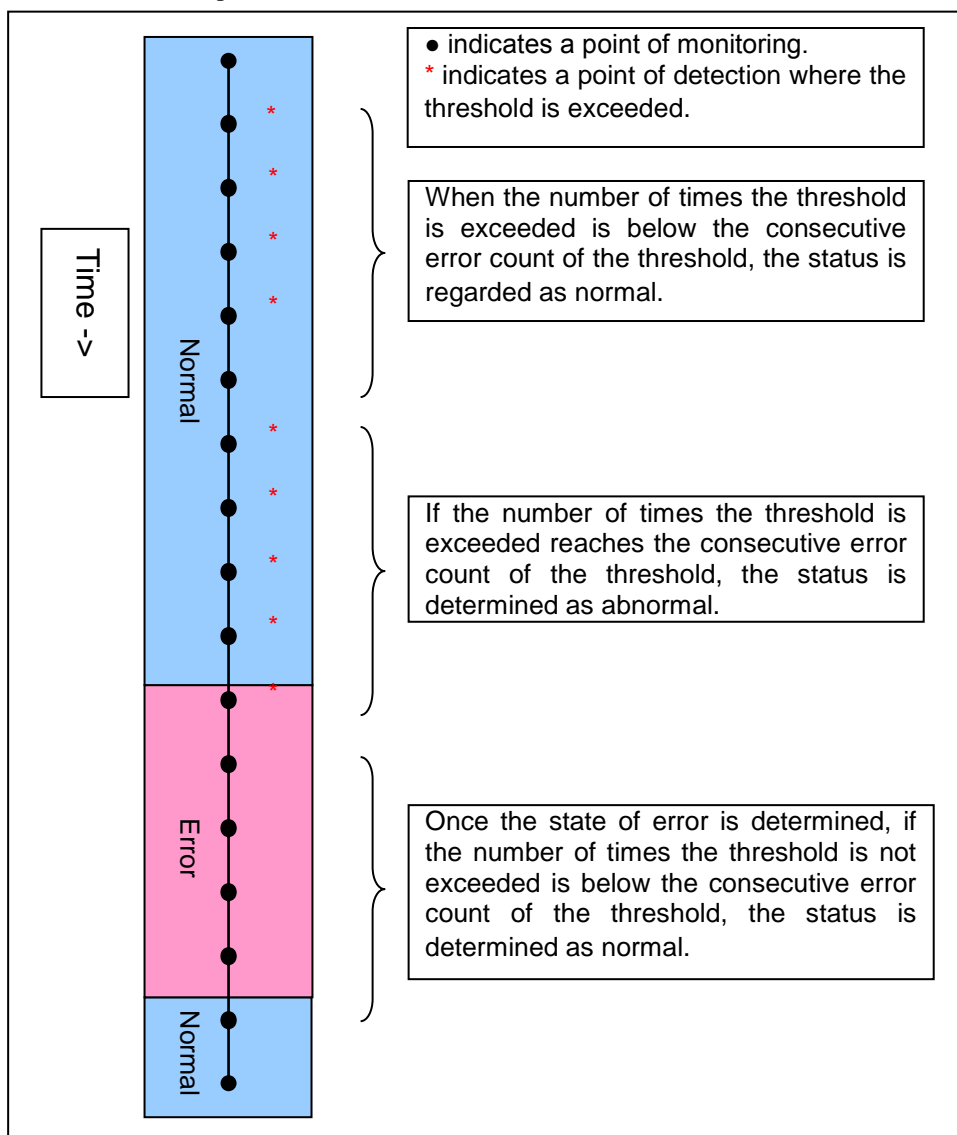 ● indicates a point of monitoring.
* indicates a point of detection where the
threshold is exceeded.
*
*
*
*
When the number of times the threshold
is exceeded is below the consecutive
error count of the threshold, the status is
regarded as normal.
Time ->
Normal
*
*
*
*
*
If the number of times the threshold is
exceeded reaches the consecutive error
count of the threshold, the status is
determined as abnormal.
Error
Once the state of error is determined, if
the number of times the threshold is not
exceeded is below the consecutive error
count of the threshold, the status is
determined as normal.
Normal